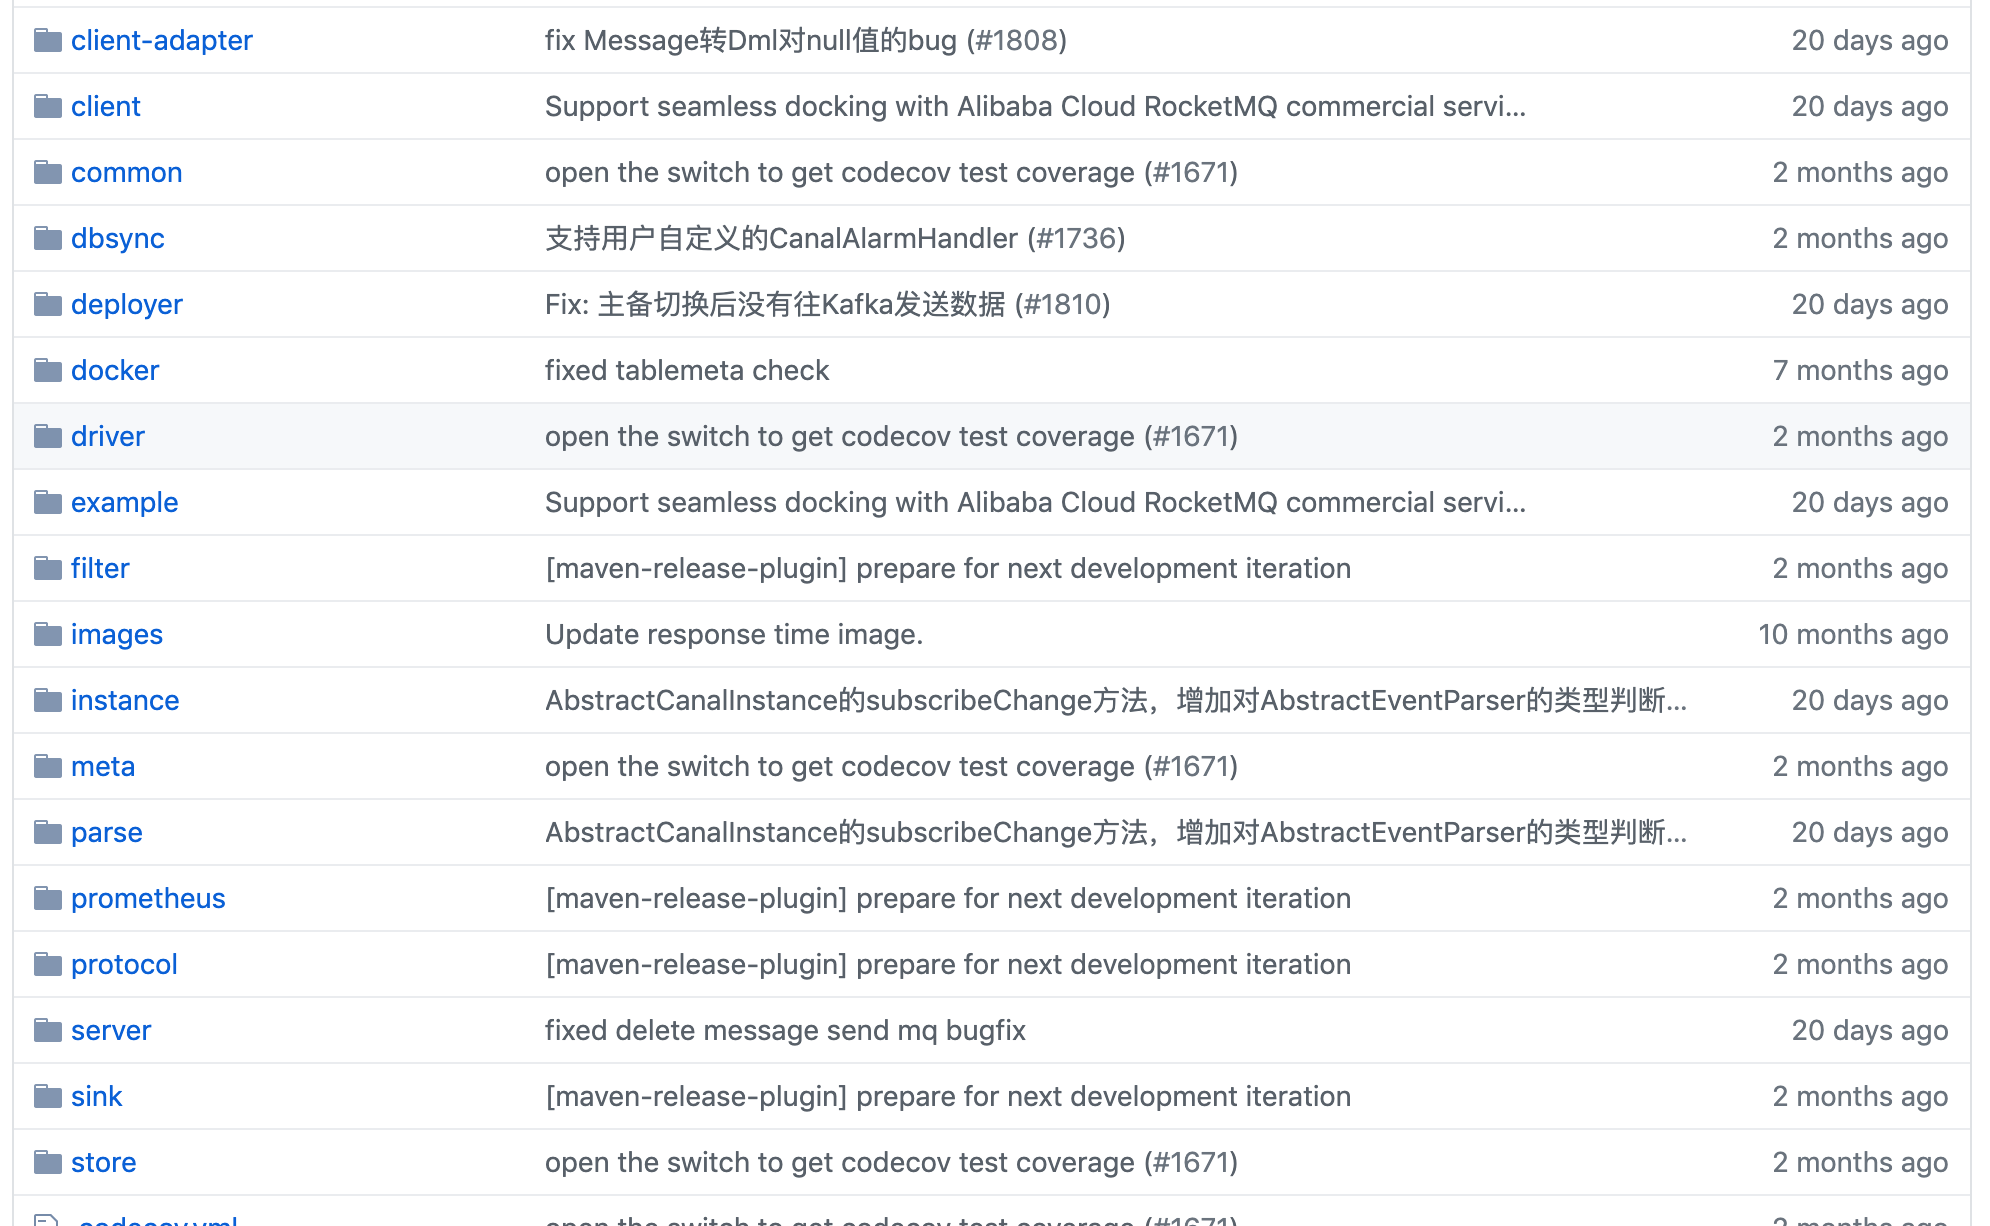 client-adapter fix Message转Dml对null值的bug (#1808) 20 days ago
client Support seamless docking with Alibaba Cloud RocketMQ commercial servi... 20 days ago
common open the switch to get codecov test coverage (#1671) 2 months ago
dbsync 支持用户自定义的CanalAlarmHandler (#1736) 2 months ago
deployer Fix: 主备切换后没有往Kafka发送数据 (#1810) 20 days ago
docker fixed tablemeta check 7 months ago
driver open the switch to get codecov test coverage (#1671) 2 months ago
example Support seamless docking with Alibaba Cloud RocketMQ commercial servi... 20 days ago
filter [maven-release-plugin] prepare for next development iteration 2 months ago
images Update response time image. 10 months ago
instance AbstractCanalInstance的subscribeChange方法，增加对AbstractEventParser的类型判断... 20 days ago
meta open the switch to get codecov test coverage (#1671) 2 months ago
parse AbstractCanalInstance的subscribeChange方法，增加对AbstractEventParser的类型判断... 20 days ago
prometheus [maven-release-plugin] prepare for next development iteration 2 months ago
protocol [maven-release-plugin] prepare for next development iteration 2 months ago
server fixed delete message send mq bugfix 20 days ago
sink [maven-release-plugin] prepare for next development iteration 2 months ago
store open the switch to get codecov test coverage (#1671) 2 months ago
.codecov.yml open the switch to get codecov test coverage (#1671) 2 months ago